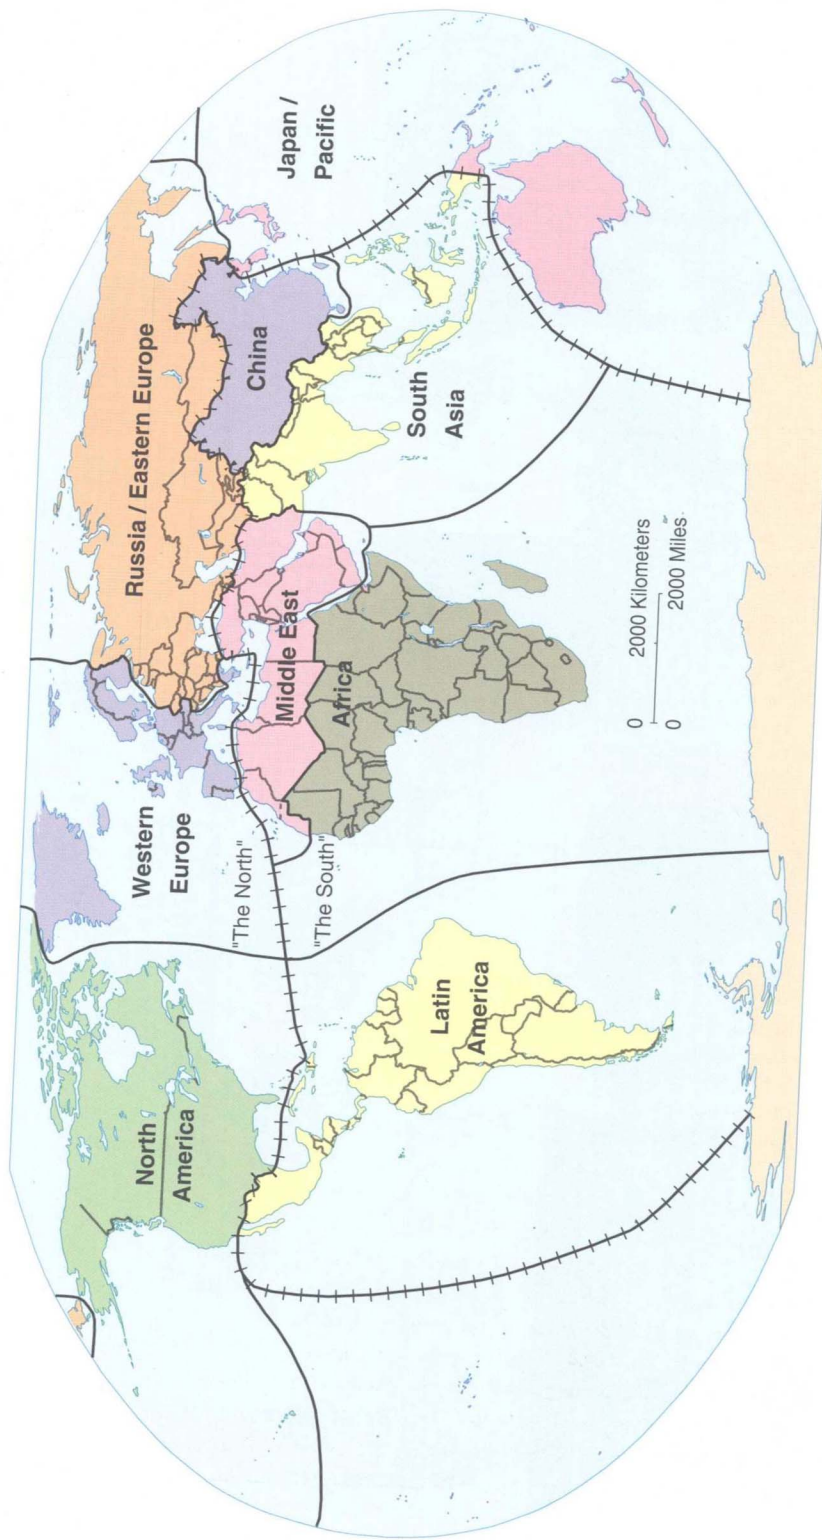 North
America
Western
Europe
Russia / Eastern Europe
China
Japan /
Pacific
"The North"
"The South"
Middle East
Africa
South
Asia
Latin
America
0 2000 Kilometers
0 2000 Miles